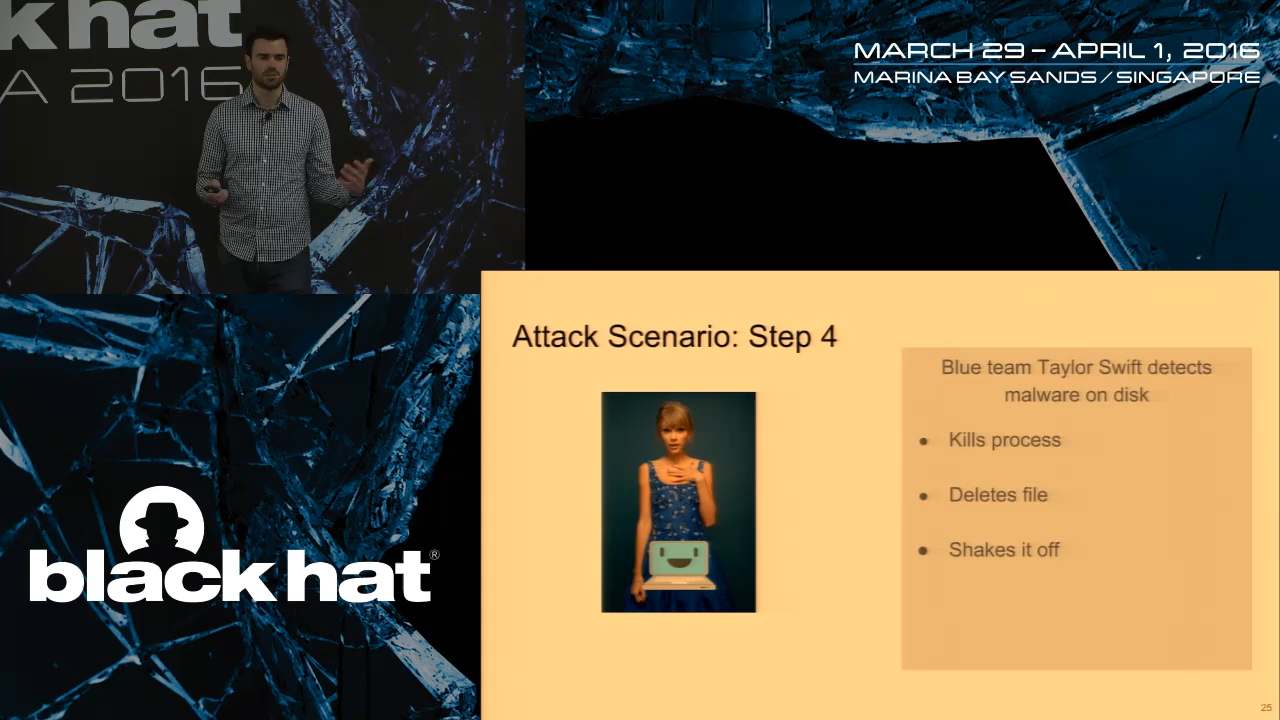 k hat
A 2016
MARCH 29 – APRIL 1, 2016
MARINA BAY SANDS / SINGAPORE
Attack Scenario: Step 4
Blue team Taylor Swift detects
malware on disk
• Kills process
• Deletes file
• Shakes it off
black hat®
25